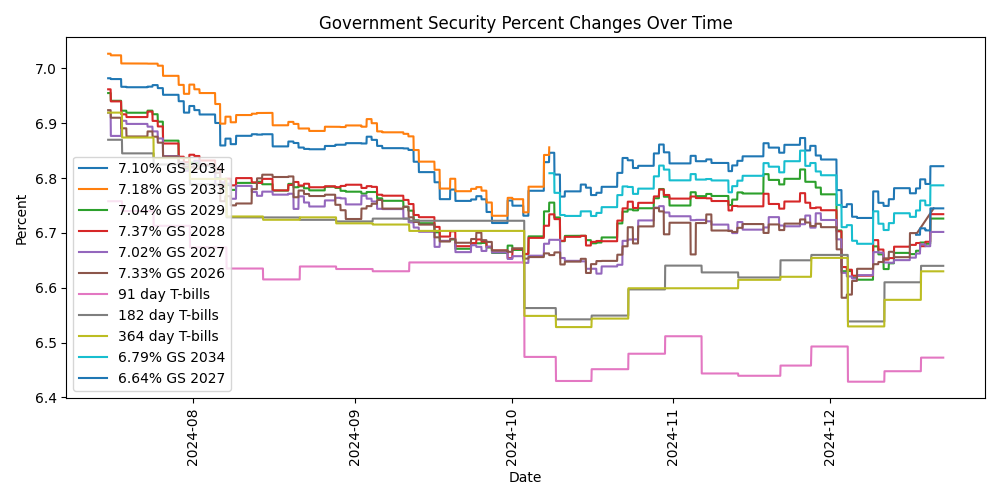 Government Security Percent Changes Over Time
Percent
7.0
6.9
6.8
6.7
6.6
6.5
6.4
7.10% GS 2034
7.18% GS 2033
7.04% GS 2029
7.37% GS 2028
7.02% GS 2027
7.33% GS 2026
91 day T-bills
182 day T-bills
364 day T-bills
6.79% GS 2034
6.64% GS 2027
2024-08
2024-09
2024-10
2024-11
2024-12
Date